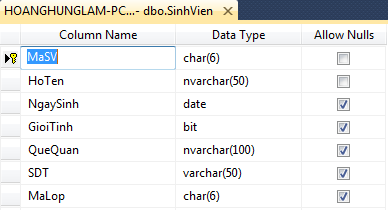 HOANGHUNGLAM-PC...- dbo.SinhVien
Column Name Data Type Allow Nulls
MaSV char(6)
HoTen nvarchar(50)
NgaySinh date
GioiTinh bit
QueQuan nvarchar(100)
SDT varchar(50)
MaLop char(6)